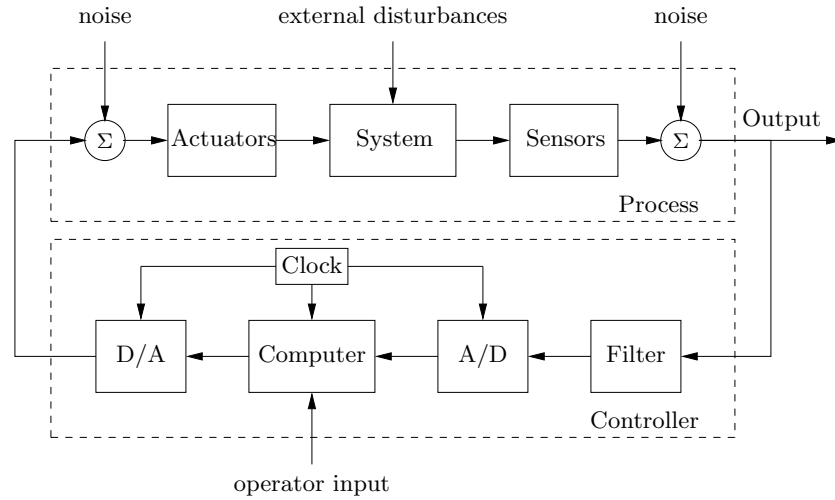 noise external disturbances noise
Output
Σ Actuators System Sensors Σ
Process
Clock
D/A Computer A/D Filter
Controller
operator input